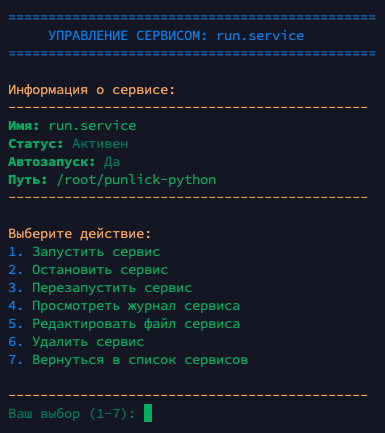 ==============================================
УПРАВЛЕНИЕ СЕРВИСОМ: run.service
==============================================
Информация о сервисе:
---------------------------------------------
Имя: run.service
Статус: Активен
Автозапуск: Да
Путь: /root/punlick-python
---------------------------------------------
Выберите действие:
1. Запустить сервис
2. Остановить сервис
3. Перезапустить сервис
4. Просмотреть журнал сервиса
5. Редактировать файл сервиса
6. Удалить сервис
7. Вернуться в список сервисов
---------------------------------------------
Ваш выбор (1-7):